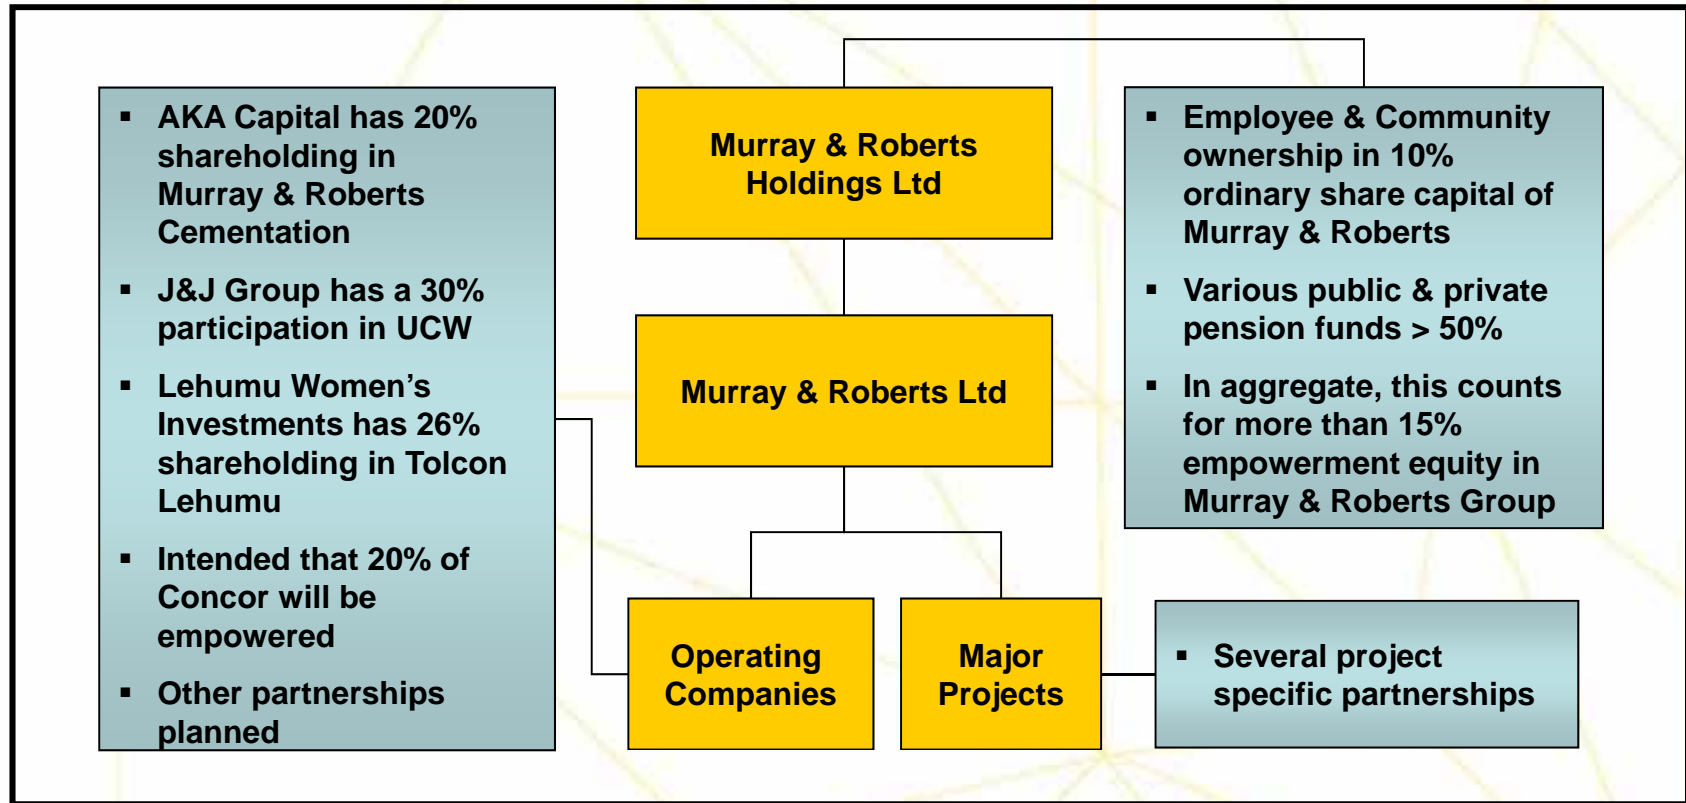 ▪ AKA Capital has 20%
shareholding in
Murray & Roberts
Cementation
▪ J&J Group has a 30%
participation in UCW
▪ Lehumu Women’s
Investments has 26%
shareholding in Tolcon
Lehumu
▪ Intended that 20% of
Concor will be
empowered
▪ Other partnerships
planned
Murray & Roberts
Holdings Ltd
Murray & Roberts Ltd
Operating
Companies
Major
Projects
▪ Employee & Community
ownership in 10%
ordinary share capital of
Murray & Roberts
▪ Various public & private
pension funds > 50%
▪ In aggregate, this counts
for more than 15%
empowerment equity in
Murray & Roberts Group
▪ Several project
specific partnerships